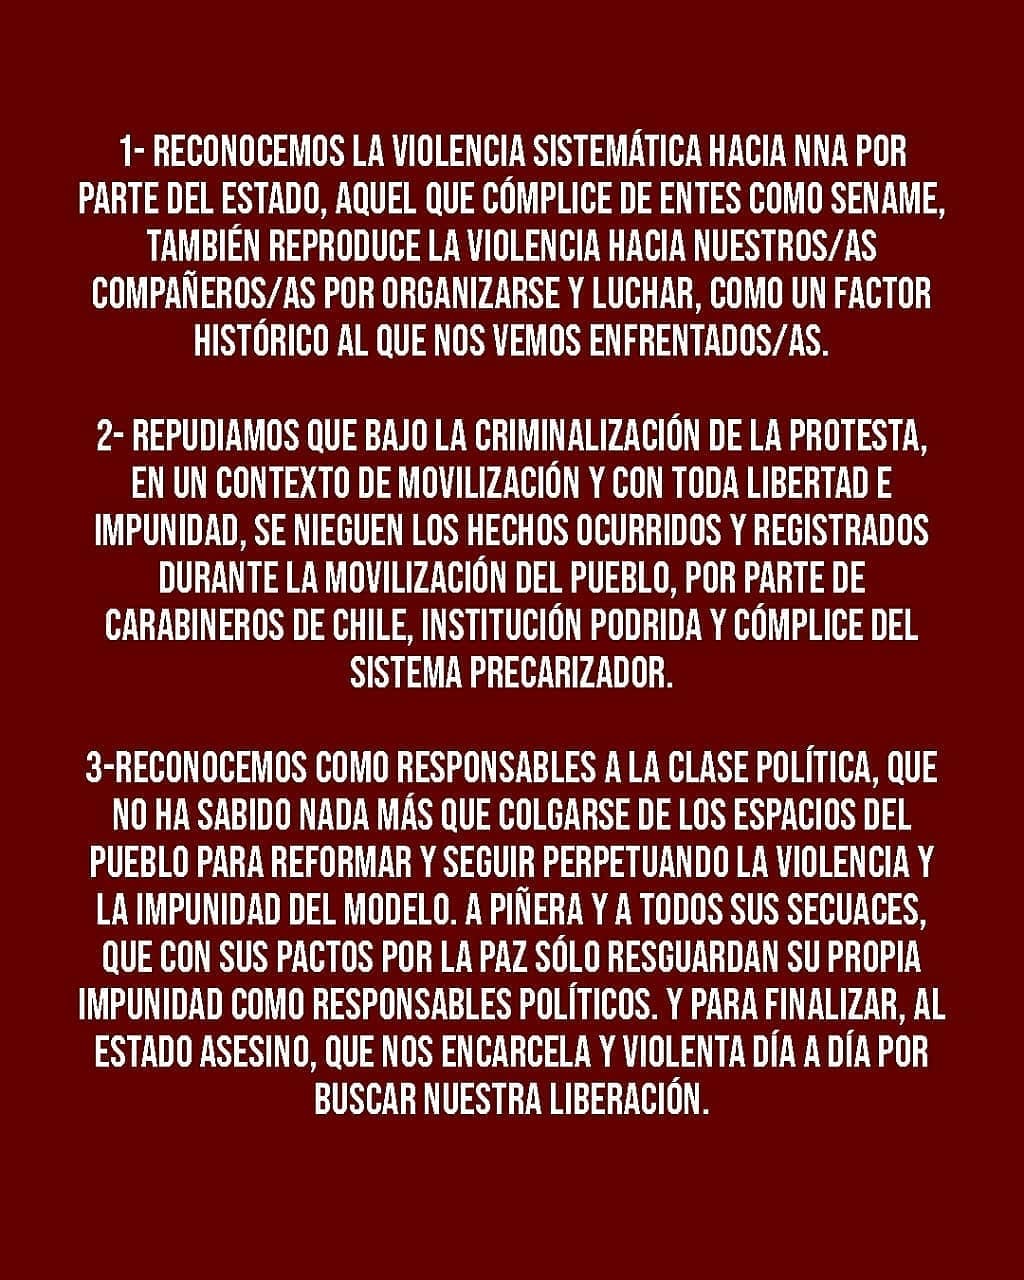 1- RECONOCEMOS LA VIOLENCIA SISTEMÁTICA HACIA NNA POR
PARTE DEL ESTADO, AQUEL QUE CÓMPLICE DE ENTES COMO SENAME,
TAMBIÉN REPRODUCE LA VIOLENCIA HACIA NUESTROS/AS
COMPAÑEROS/AS POR ORGANIZARSE Y LUCHAR, COMO UN FACTOR
HISTÓRICO AL QUE NOS VEMOS ENFRENTADOS/AS.
2- REPUDIAMOS QUE BAJO LA CRIMINALIZACIÓN DE LA PROTESTA,
EN UN CONTEXTO DE MOVILIZACIÓN Y CON TODA LIBERTAD E
IMPUNIDAD, SE NIEGUEN LOS HECHOS OCURRIDOS Y REGISTRADOS
DURANTE LA MOVILIZACIÓN DEL PUEBLO, POR PARTE DE
CARABINEROS DE CHILE, INSTITUCIÓN PODRIDA Y CÓMPLICE DEL
SISTEMA PRECARIZADOR.
3-RECONOCEMOS COMO RESPONSABLES A LA CLASE POLÍTICA, QUE
NO HA SABIDO NADA MÁS QUE COLGARSE DE LOS ESPACIOS DEL
PUEBLO PARA REFORMAR Y SEGUIR PERPETUANDO LA VIOLENCIA Y
LA IMPUNIDAD DEL MODELO. A PIÑERA Y A TODOS SUS SECUACES,
QUE CON SUS PACTOS POR LA PAZ SÓLO RESGUARDAN SU PROPIA
IMPUNIDAD COMO RESPONSABLES POLÍTICOS. Y PARA FINALIZAR, AL
ESTADO ASESINO, QUE NOS ENCARCELA Y VIOLENTA DÍA A DÍA POR
BUSCAR NUESTRA LIBERACIÓN.